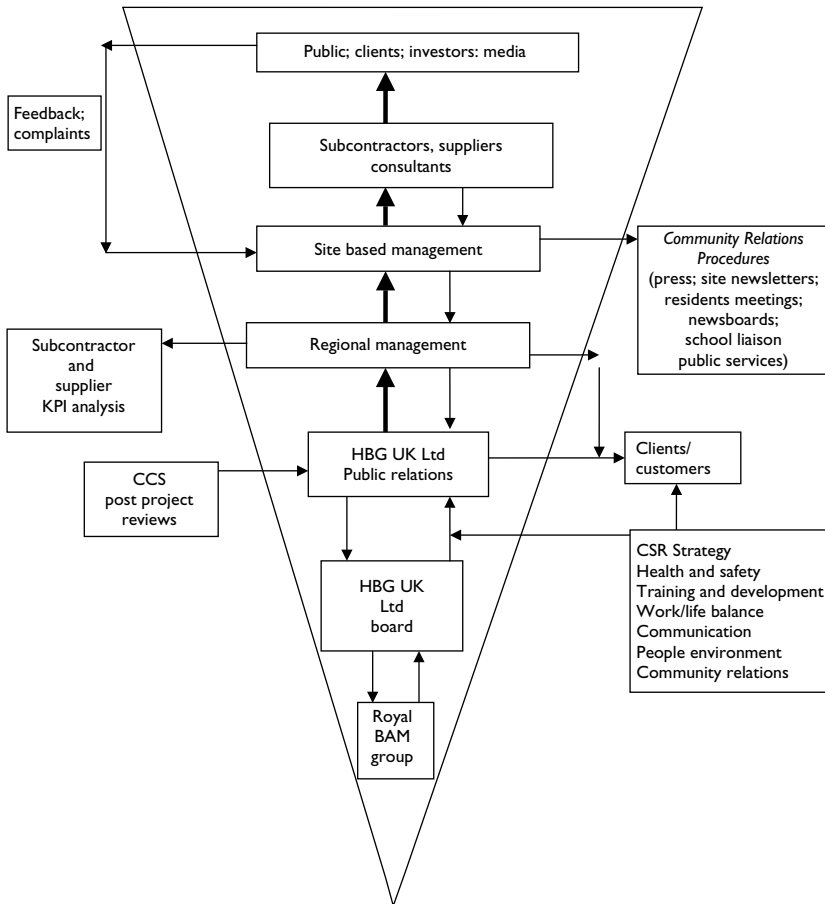 Public; clients; investors: media
Feedback;
complaints
Subcontractors, suppliers
consultants
Site based management
Community Relations
Procedures
(press; site newsletters;
residents meetings;
newsboards;
school liaison
public services)
Regional management
Subcontractor
and
supplier
KPI analysis
HBG UK Ltd
Public relations
Clients/
customers
CCS
post project
reviews
HBG UK
Ltd
board
CSR Strategy
Health and safety
Training and development
Work/life balance
Communication
People environment
Community relations
Royal
BAM
group